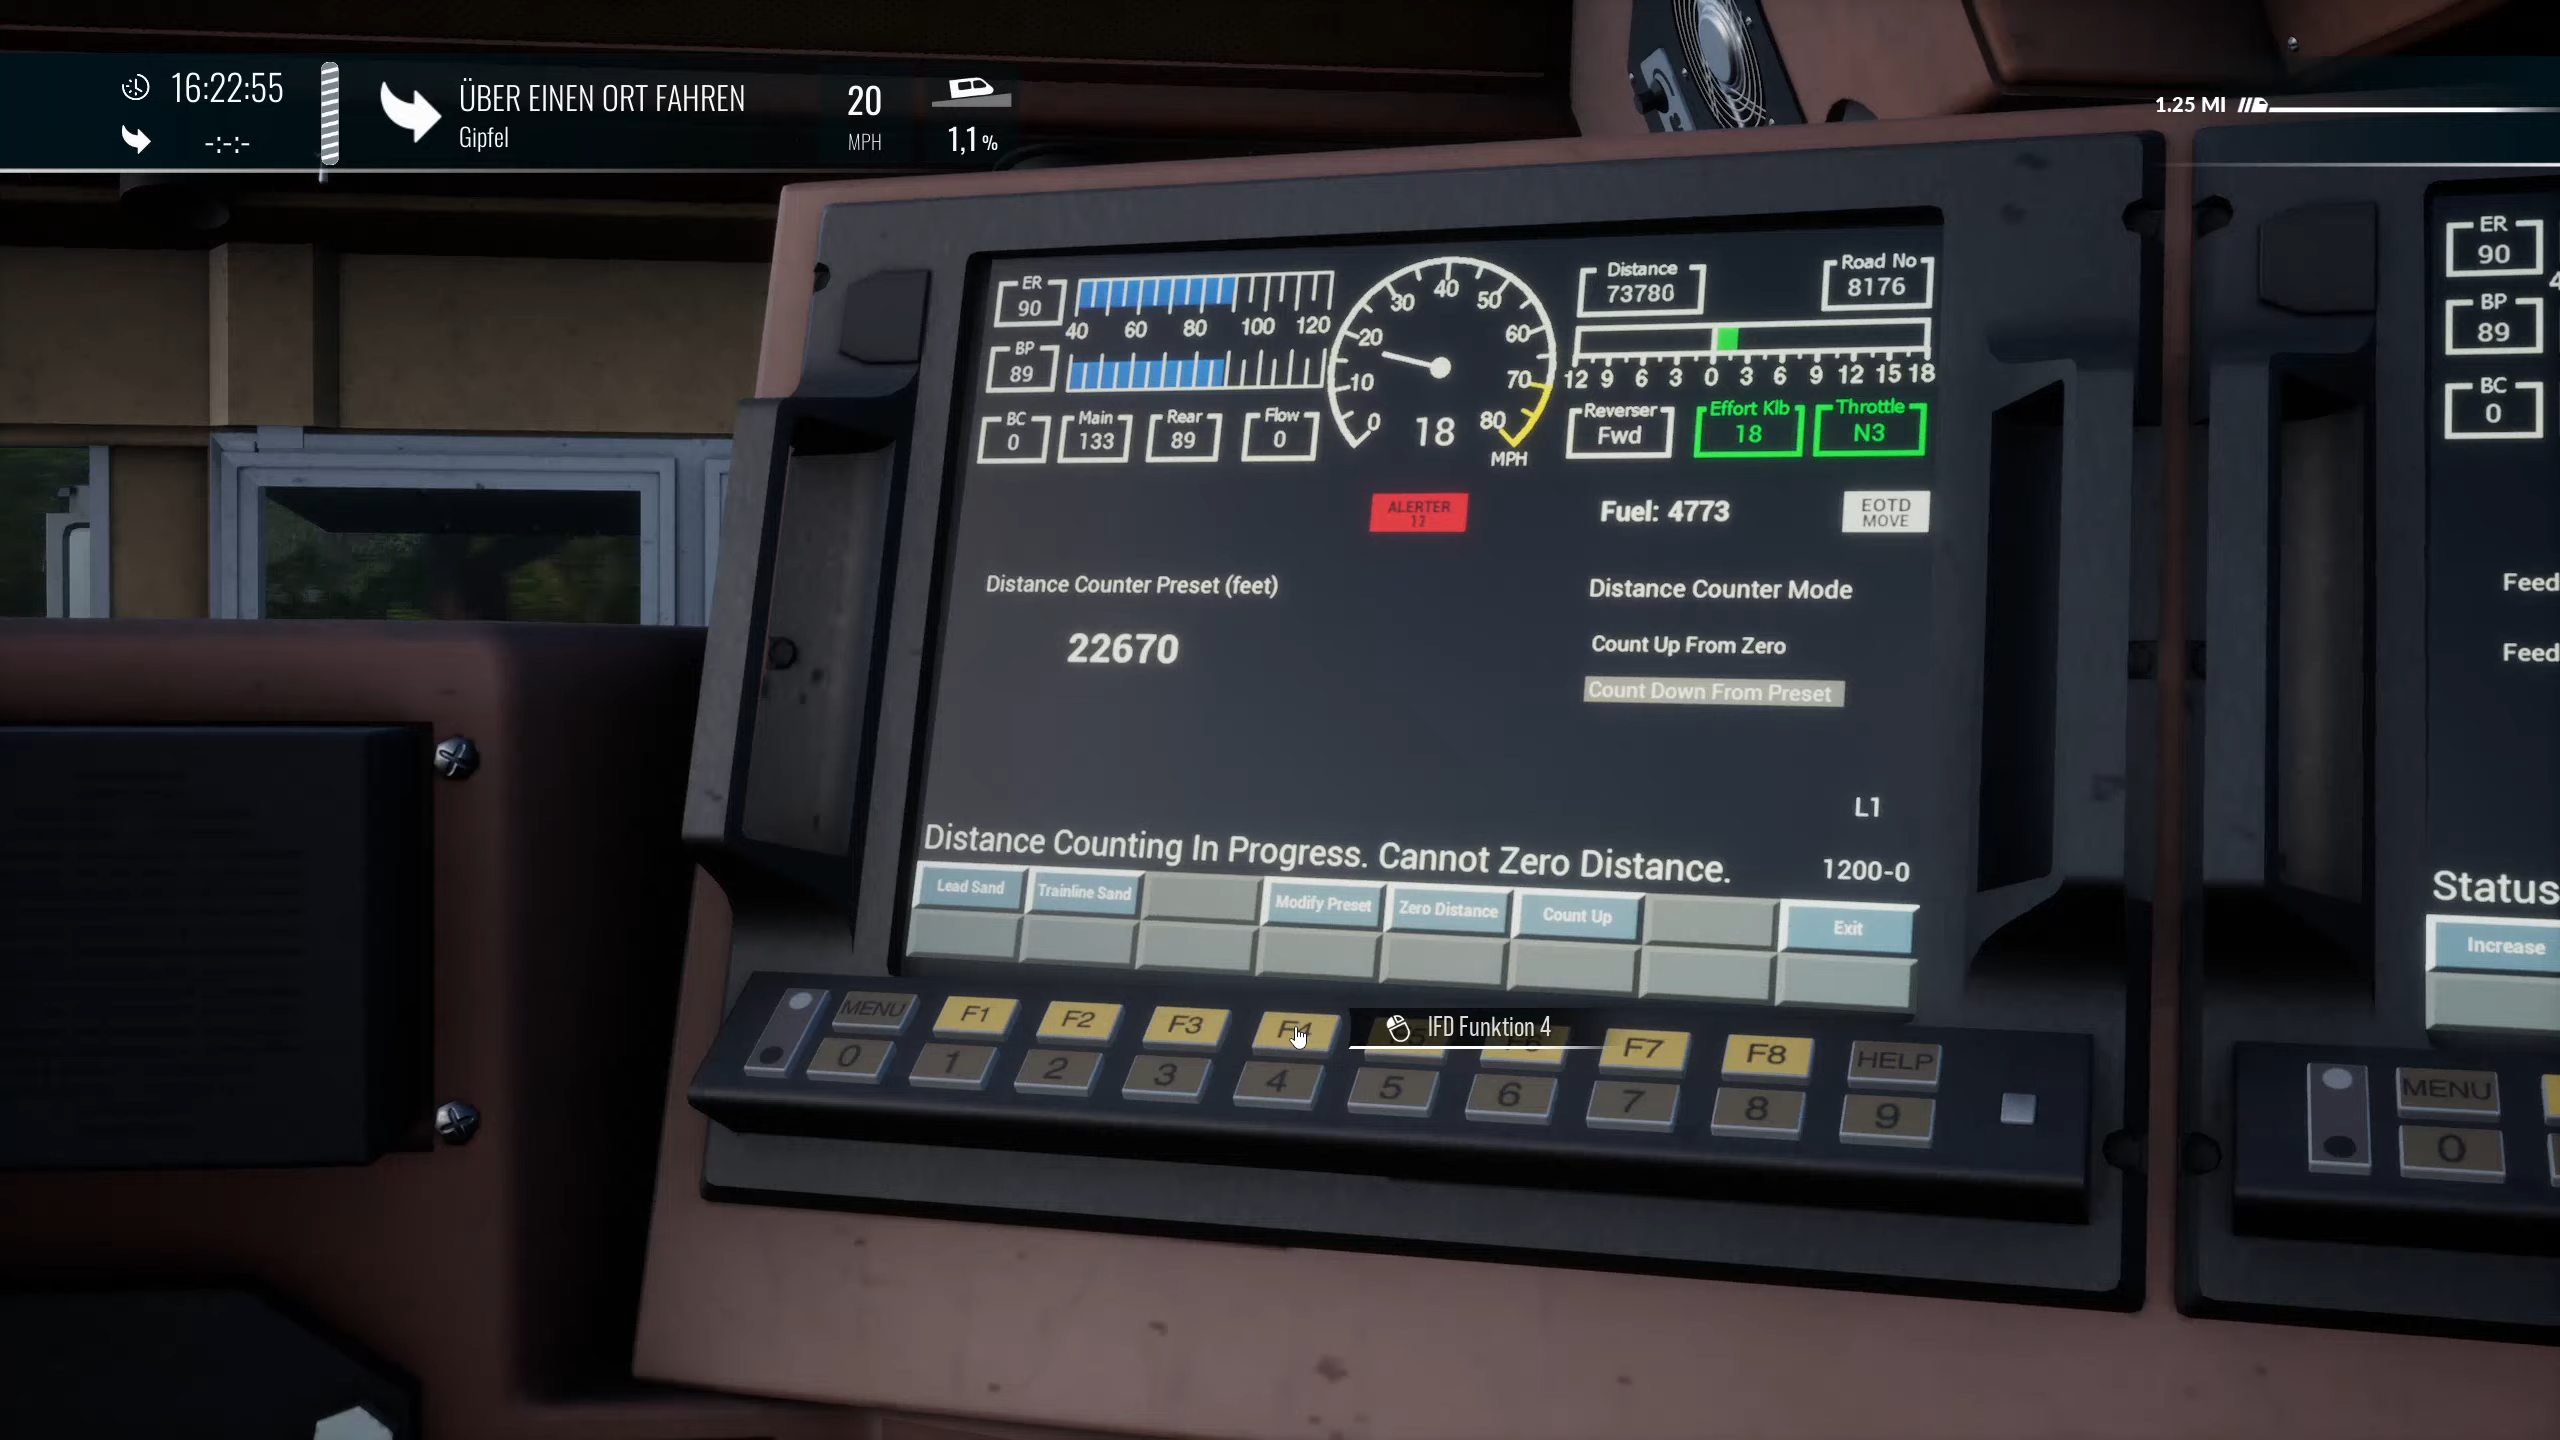 16:22:55
-:-:-
ÜBER EINEN ORT FAHREN
Gipfel
20
MPH
1,1 %
1.25 MI
ER
90
40 60 80 100 120
BP
89
BC
0
Main
133
Rear
89
Flow
0
0 10 20 30 40 50 60 70 80
18
MPH
Distance
73780
Road No
8176
12 9 6 3 0 3 6 9 12 15 18
Reverser
Fwd
Effort Klb
18
Throttle
N3
ALERTER
Fuel: 4773
EOTD
MOVE
Distance Counter Preset (feet)
22670
Distance Counter Mode
Count Up From Zero
Count Down From Preset
L1
Distance Counting In Progress. Cannot Zero Distance.
1200-0
Lead Sand
Trainline Sand
Modify Preset
Zero Distance
Count Up
Exit
MENU F1 F2 F3 F4
IFD Funktion 4
F7 F8 HELP
0 1 2 3 4 5 6 7 8 9
ER
90
BP
89
BC
0
Feed
Feed
Status
Increase
MENU
0